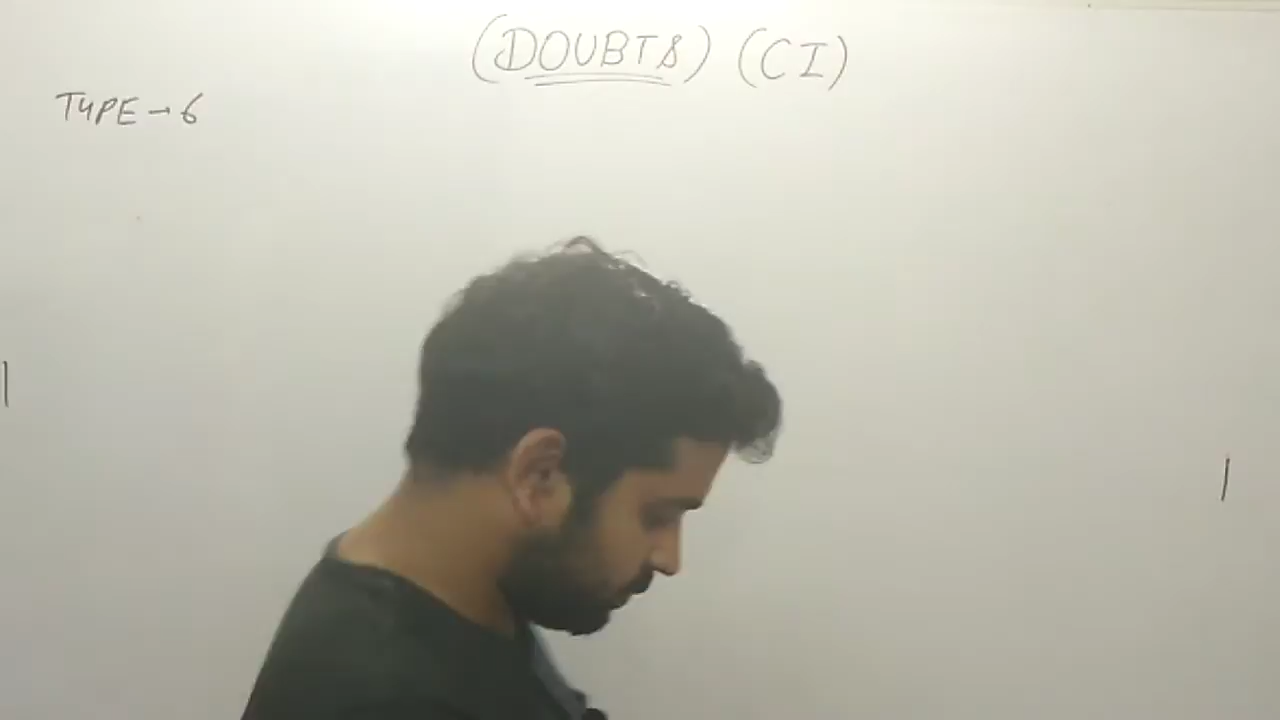 (DOUBTS) (CI)
TYPE → 6